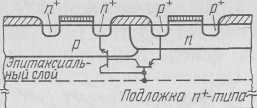 n⁺ n⁺ p⁺ p⁺
p n
Эпитаксиаль-
ный слой
Подложка n⁺-типа